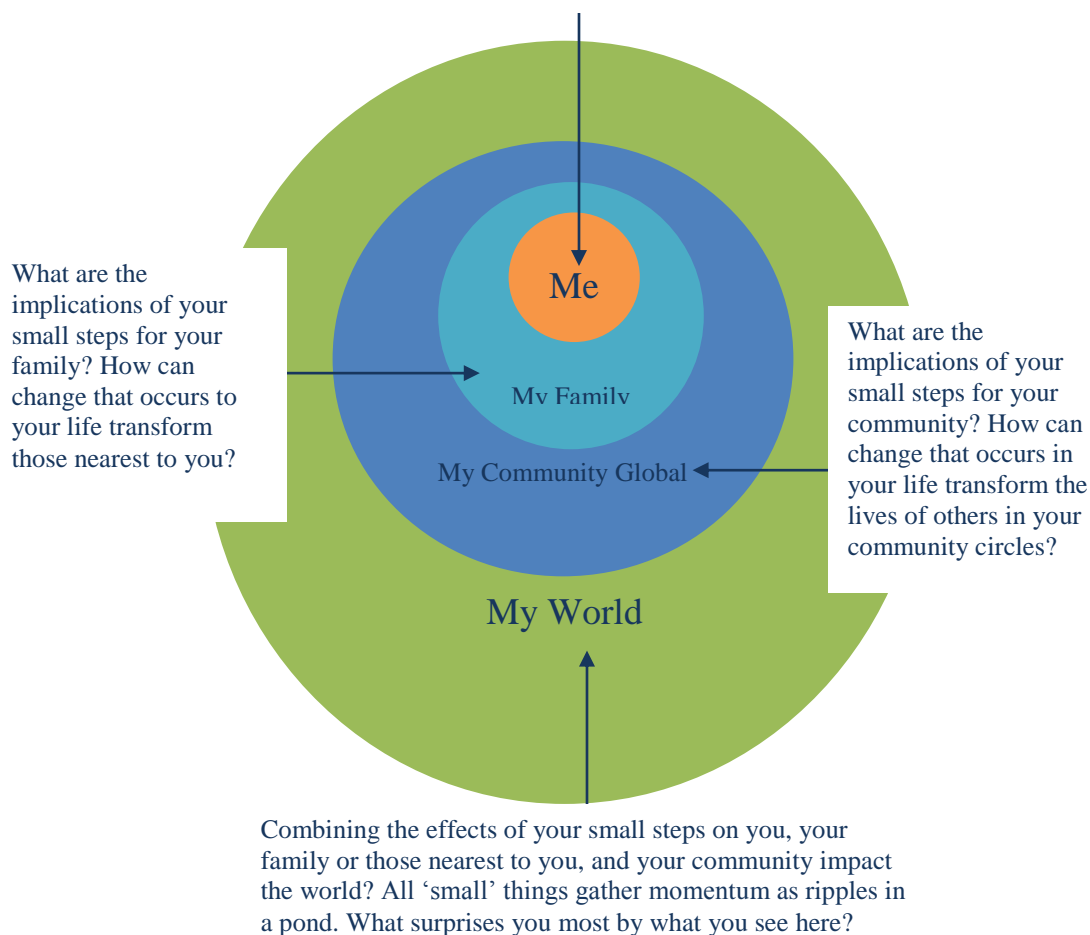 Me
What are the
implications of your
small steps for your
family? How can
change that occurs to
your life transform
those nearest to you?
What are the
implications of your
small steps for your
community? How can
change that occurs in
your life transform the
lives of others in your
community circles?
My Family
My Community Global
My World
Combining the effects of your small steps on you, your
family or those nearest to you, and your community impact
the world? All ‘small’ things gather momentum as ripples in
a pond. What surprises you most by what you see here?